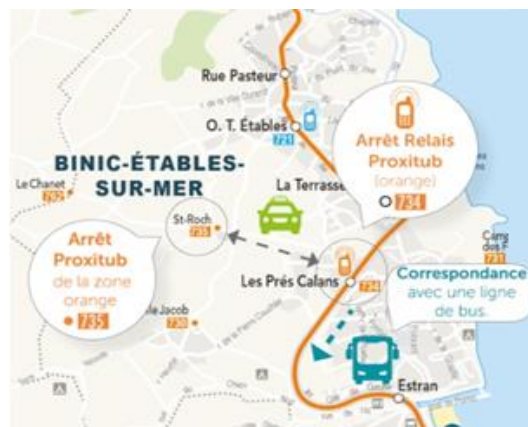 Rue Pasteur
O. T. Étables
721
Arrêt Relais
Proxitub
(orange)
734
BINIC-ÉTABLES-
SUR-MER
La Terrasse
Le Chanet
762
St-Roch
735
Arrêt
Proxitub
de la zone
orange
735
Les Prés Calans
734
731
Correspondance
avec une ligne
de bus.
Jacob
730
Estran